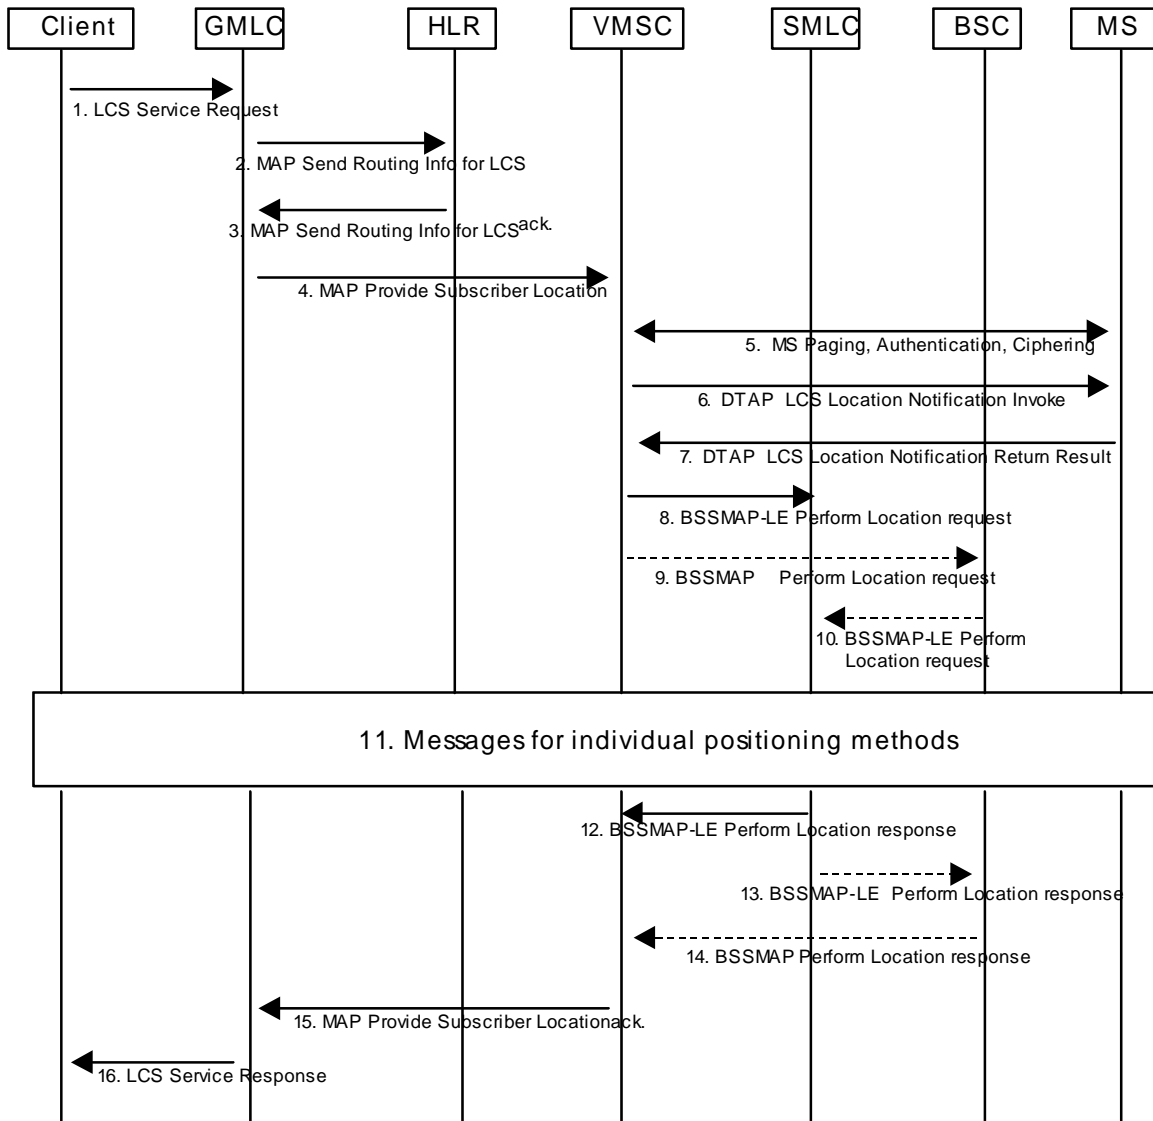 Client GMLC HLR VMSC SMLC BSC MS
1. LCS Service Request
2. MAP Send Routing Info for LCS
3. MAP Send Routing Info for LCS ack.
4. MAP Provide Subscriber Location
5. MS Paging, Authentication, Ciphering
6. DTAP LCS Location Notification Invoke
7. DTAP LCS Location Notification Return Result
8. BSSMAP-LE Perform Location request
9. BSSMAP Perform Location request
10. BSSMAP-LE Perform
Location request
11. Messages for individual positioning methods
12. BSSMAP-LE Perform Location response
13. BSSMAP-LE Perform Location response
14. BSSMAP Perform Location response
15. MAP Provide Subscriber Locationack.
16. LCS Service Response